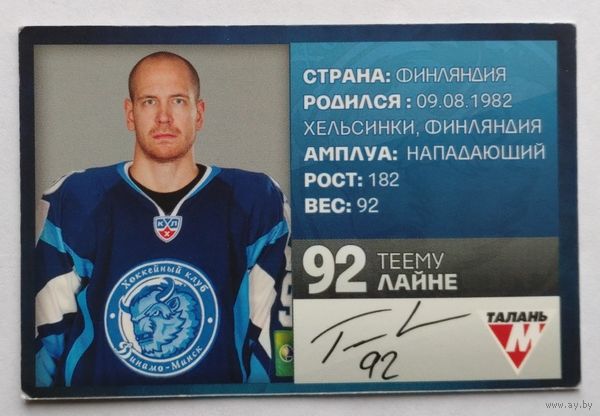 СТРАНА: ФИНЛЯНДИЯ
РОДИЛСЯ : 09.08.1982
ХЕЛЬСИНКИ, ФИНЛЯНДИЯ
АМПЛУА: НАПАДАЮЩИЙ
РОСТ: 182
ВЕС: 92
КХЛ
Хоккейный клуб
Динамо-Минск
92 ТЕЕМУ
ЛАЙНЕ
92
ТАЛАНЬ
М
www.ay.by